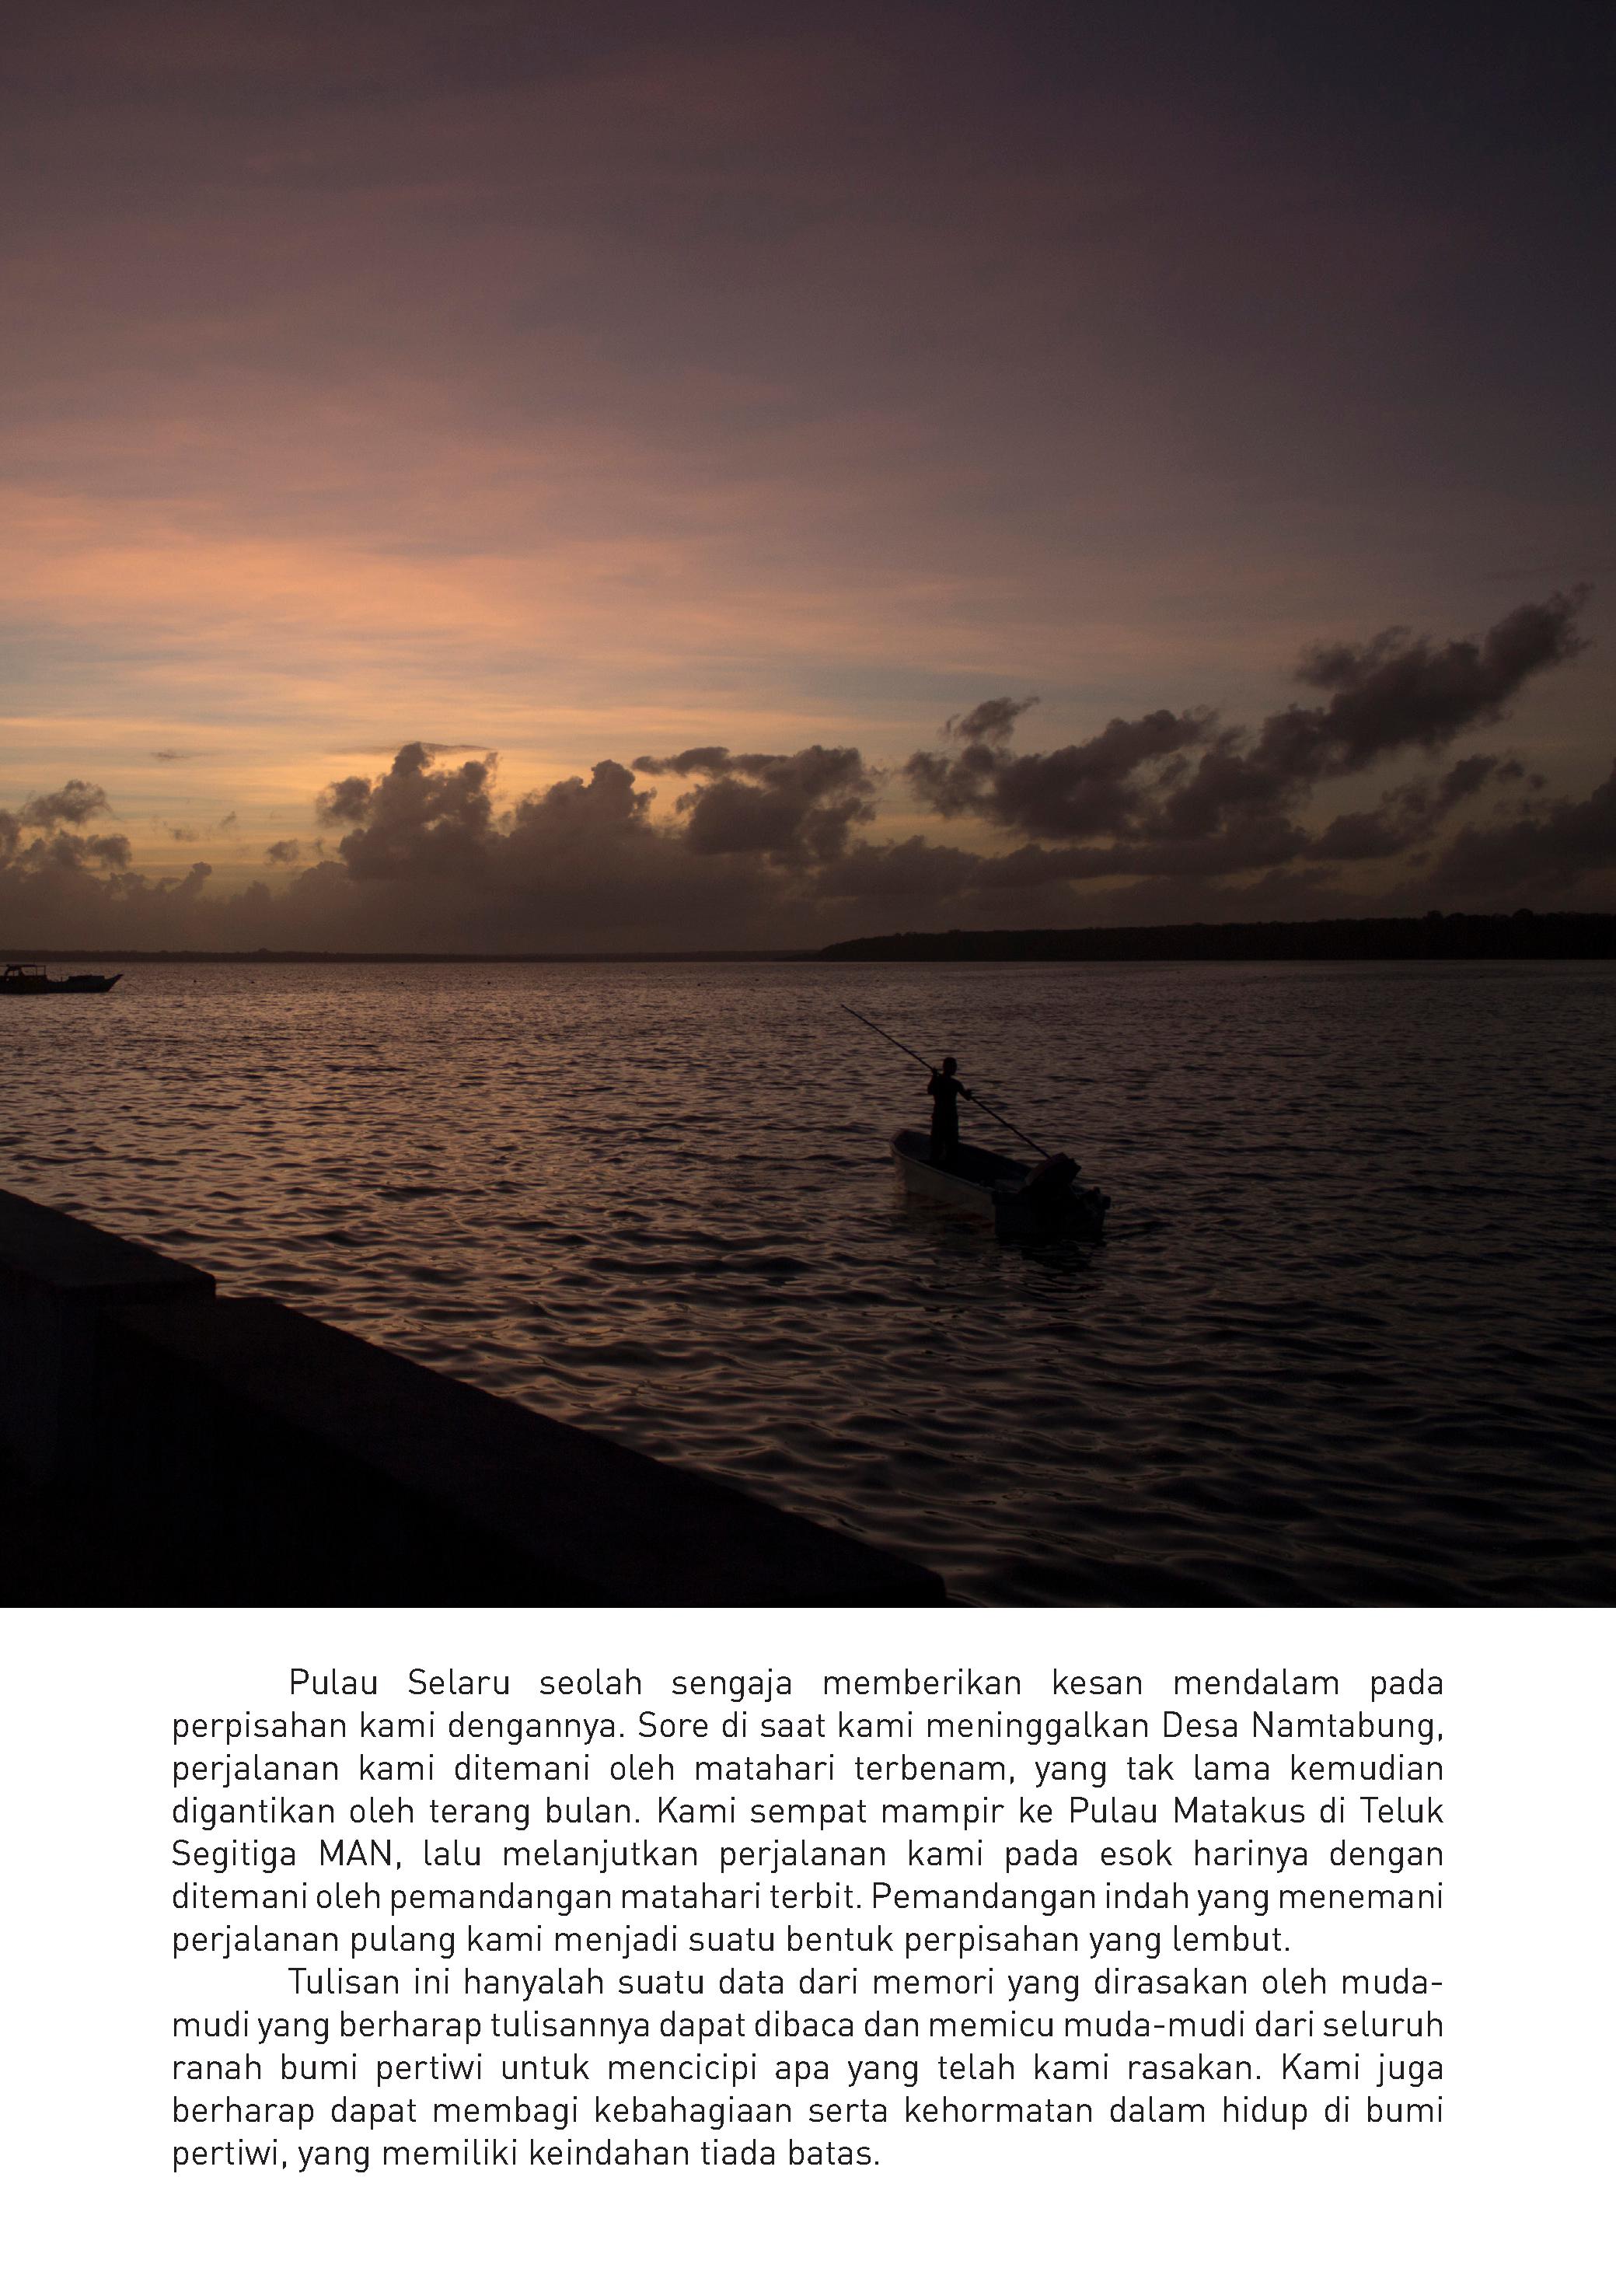 Pulau Selaru seolah sengaja memberikan kesan mendalam pada
perpisahan kami dengannya. Sore di saat kami meninggalkan Desa Namtabung,
perjalanan kami ditemani oleh matahari terbenam, yang tak lama kemudian
digantikan oleh terang bulan. Kami sempat mampir ke Pulau Matakus di Teluk
Segitiga MAN, lalu melanjutkan perjalanan kami pada esok harinya dengan
ditemani oleh pemandangan matahari terbit. Pemandangan indah yang menemani
perjalanan pulang kami menjadi suatu bentuk perpisahan yang lembut.
Tulisan ini hanyalah suatu data dari memori yang dirasakan oleh muda-
mudi yang berharap tulisannya dapat dibaca dan memicu muda-mudi dari seluruh
ranah bumi pertiwi untuk mencicipi apa yang telah kami rasakan. Kami juga
berharap dapat membagi kebahagiaan serta kehormatan dalam hidup di bumi
pertiwi, yang memiliki keindahan tiada batas.